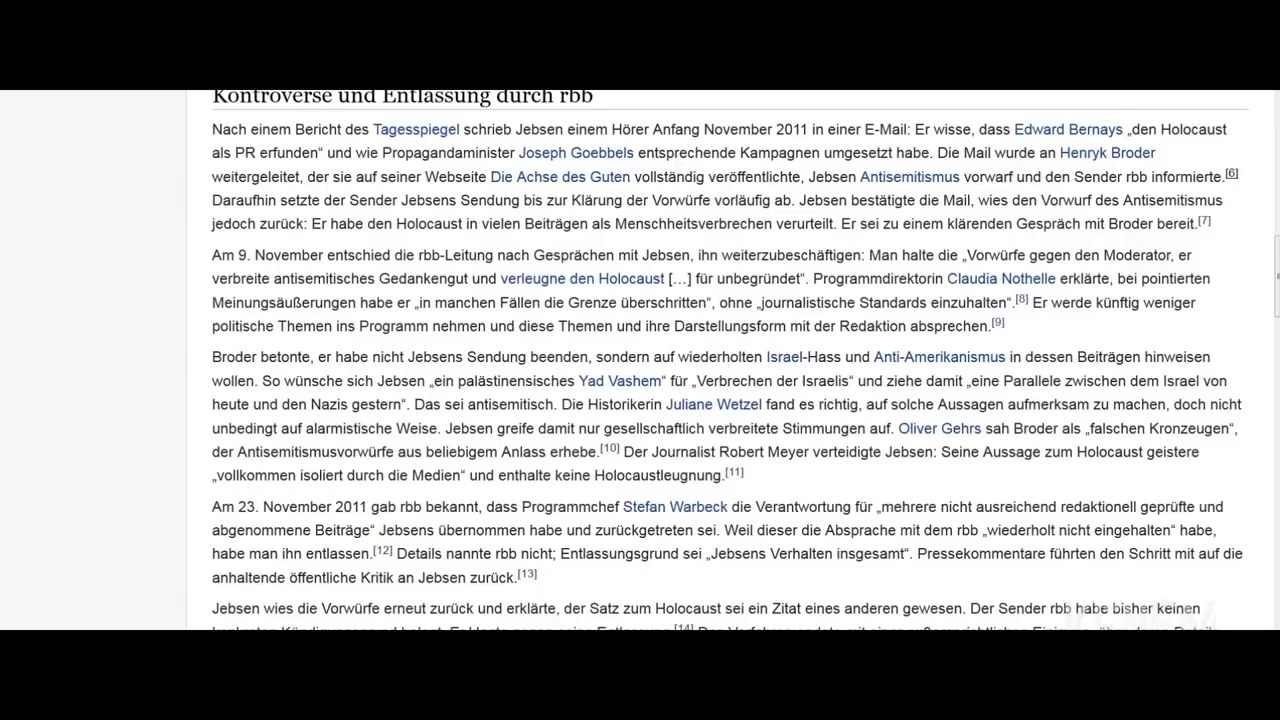 Kontroverse und Entlassung durch rbb
Nach einem Bericht des Tagesspiegel schrieb Jebsen einem Hörer Anfang November 2011 in einer E-Mail: Er wisse, dass Edward Bernays „den Holocaust
als PR erfunden“ und wie Propagandaminister Joseph Goebbels entsprechende Kampagnen umgesetzt habe. Die Mail wurde an Henryk Broder
weitergeleitet, der sie auf seiner Webseite Die Achse des Guten vollständig veröffentlichte, Jebsen Antisemitismus vorwarf und den Sender rbb informierte.[6]
Daraufhin setzte der Sender Jebsens Sendung bis zur Klärung der Vorwürfe vorläufig ab. Jebsen bestätigte die Mail, wies den Vorwurf des Antisemitismus
jedoch zurück: Er habe den Holocaust in vielen Beiträgen als Menschheitsverbrechen verurteilt. Er sei zu einem klärenden Gespräch mit Broder bereit.[7]
Am 9. November entschied die rbb-Leitung nach Gesprächen mit Jebsen, ihn weiterzubeschäftigen: Man halte die „Vorwürfe gegen den Moderator, er
verbreite antisemitisches Gedankengut und verleugne den Holocaust [...] für unbegründet“. Programmdirektorin Claudia Nothelle erklärte, bei pointierten
Meinungsäußerungen habe er „in manchen Fällen die Grenze überschritten“, ohne „journalistische Standards einzuhalten“.[8] Er werde künftig weniger
politische Themen ins Programm nehmen und diese Themen und ihre Darstellungsform mit der Redaktion absprechen.[9]
Broder betonte, er habe nicht Jebsens Sendung beenden, sondern auf wiederholten Israel-Hass und Anti-Amerikanismus in dessen Beiträgen hinweisen
wollen. So wünsche sich Jebsen „ein palästinensisches Yad Vashem“ für „Verbrechen der Israelis“ und ziehe damit „eine Parallele zwischen dem Israel von
heute und den Nazis gestern“. Das sei antisemitisch. Die Historikerin Juliane Wetzel fand es richtig, auf solche Aussagen aufmerksam zu machen, doch nicht
unbedingt auf alarmistische Weise. Jebsen greife damit nur gesellschaftlich verbreitete Stimmungen auf. Oliver Gehrs sah Broder als „falschen Kronzeugen“,
der Antisemitismusvorwürfe aus beliebigem Anlass erhebe.[10] Der Journalist Robert Meyer verteidigte Jebsen: Seine Aussage zum Holocaust geistere
„vollkommen isoliert durch die Medien“ und enthalte keine Holocaustleugnung.[11]
Am 23. November 2011 gab rbb bekannt, dass Programmchef Stefan Warbeck die Verantwortung für „mehrere nicht ausreichend redaktionell geprüfte und
abgenommene Beiträge“ Jebsens übernommen habe und zurückgetreten sei. Weil dieser die Absprache mit dem rbb „wiederholt nicht eingehalten“ habe,
habe man ihn entlassen.[12] Details nannte rbb nicht; Entlassungsgrund sei „Jebsens Verhalten insgesamt“. Pressekommentare führten den Schritt mit auf die
anhaltende öffentliche Kritik an Jebsen zurück.[13]
Jebsen wies die Vorwürfe erneut zurück und erklärte, der Satz zum Holocaust sei ein Zitat eines anderen gewesen. Der Sender rbb habe bisher keinen
[14]